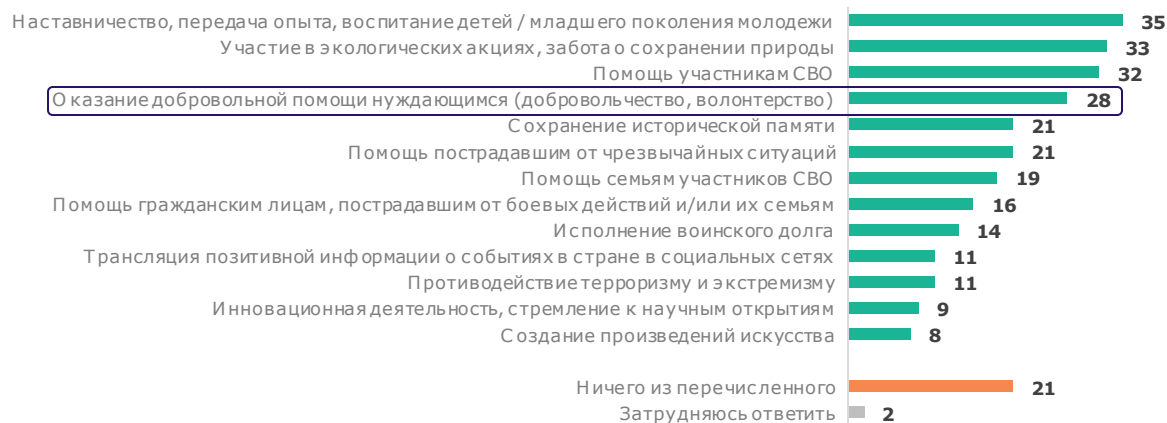 Наставничество, передача опыта, воспитание детей / младшего поколения молодежи 35
Участие в экологических акциях, забота о сохранении природы 33
Помощь участникам СВО 32
Оказание добровольной помощи нуждающимся (добровольчество, волонтерство) 28
Сохранение исторической памяти 21
Помощь пострадавшим от чрезвычайных ситуаций 21
Помощь семьям участников СВО 19
Помощь гражданским лицам, пострадавшим от боевых действий и/или их семьям 16
Исполнение воинского долга 14
Трансляция позитивной информации о событиях в стране в социальных сетях 11
Противодействие терроризму и экстремизму 11
Инновационная деятельность, стремление к научным открытиям 9
Создание произведений искусства 8
Ничего из перечисленного 21
Затрудняюсь ответить 2